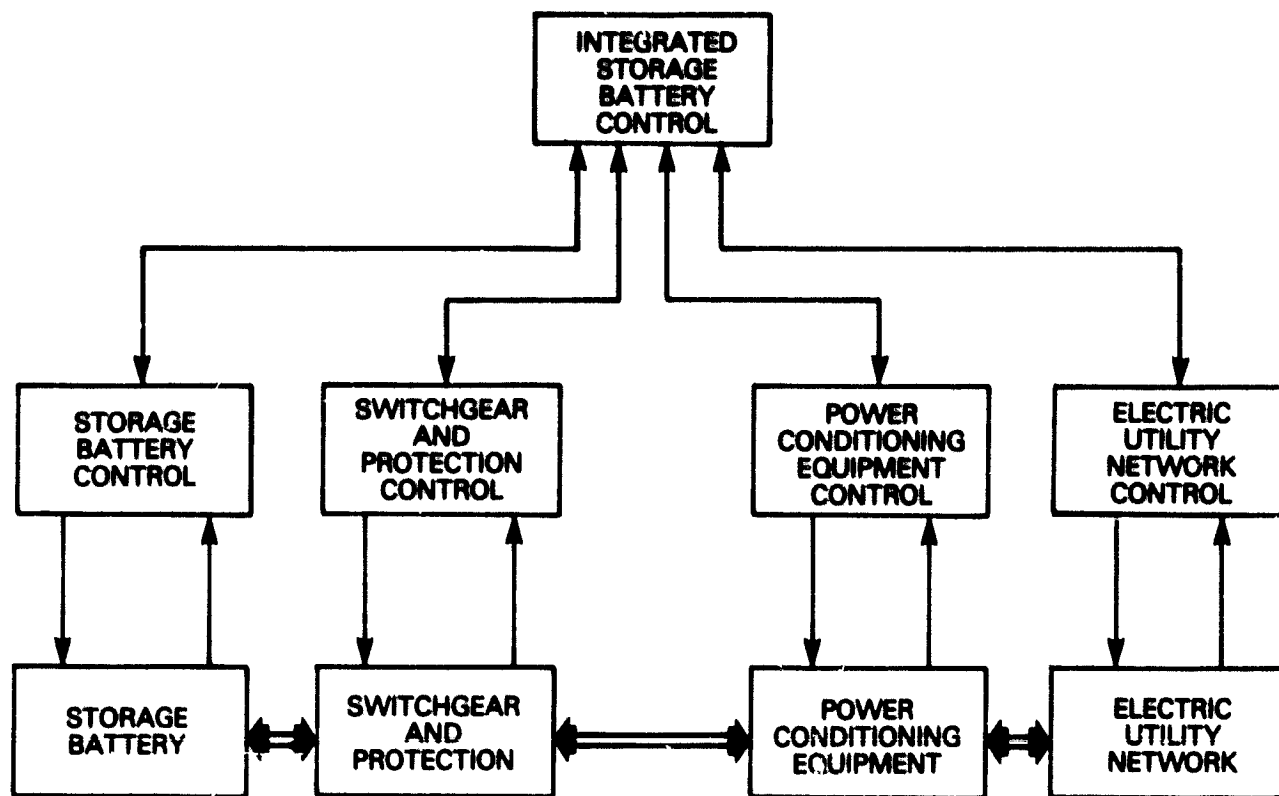 INTEGRATED
STORAGE
BATTERY
CONTROL
STORAGE
BATTERY
CONTROL
SWITCHGEAR
AND
PROTECTION
CONTROL
POWER
CONDITIONING
EQUIPMENT
CONTROL
ELECTRIC
UTILITY
NETWORK
CONTROL
STORAGE
BATTERY
SWITCHGEAR
AND
PROTECTION
POWER
CONDITIONING
EQUIPMENT
ELECTRIC
UTILITY
NETWORK